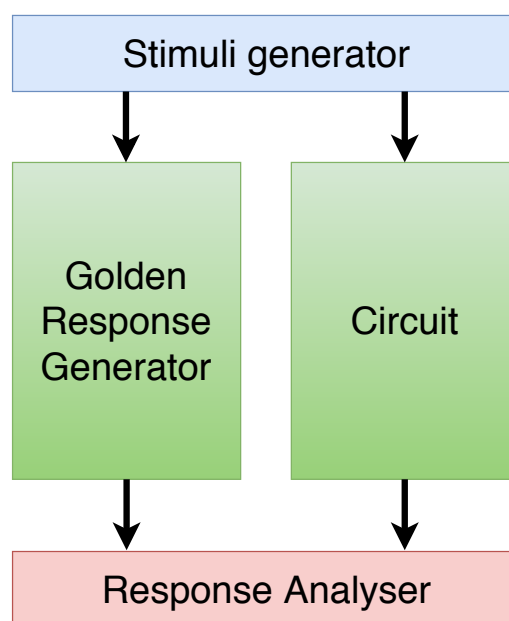 Stimuli generator
Golden
Response
Generator
Circuit
Response Analyser